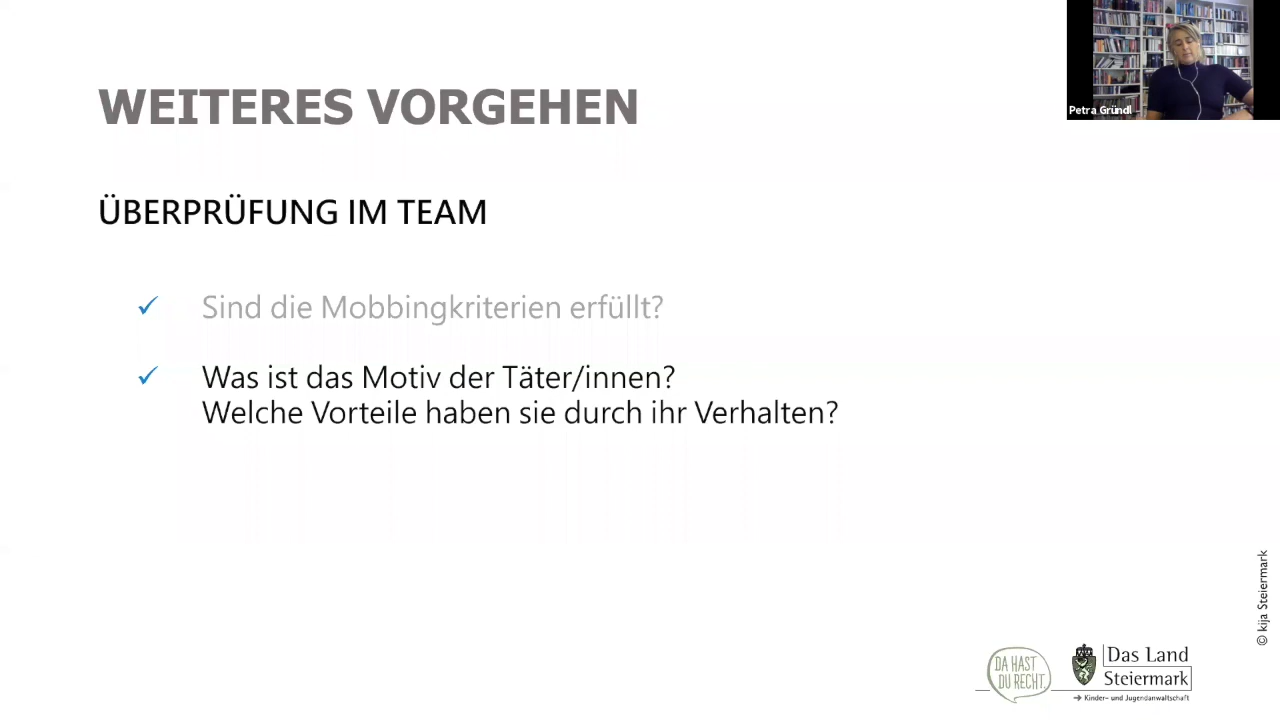 WEITERES VORGEHEN
Petra Gründl
ÜBERPRÜFUNG IM TEAM
✓ Sind die Mobbingkriterien erfüllt?
✓ Was ist das Motiv der Täter/innen?
Welche Vorteile haben sie durch ihr Verhalten?
© kija Steiermark
DA HAST
DU RECHT.
Das Land
Steiermark
→ Kinder- und Jugendanwaltschaft